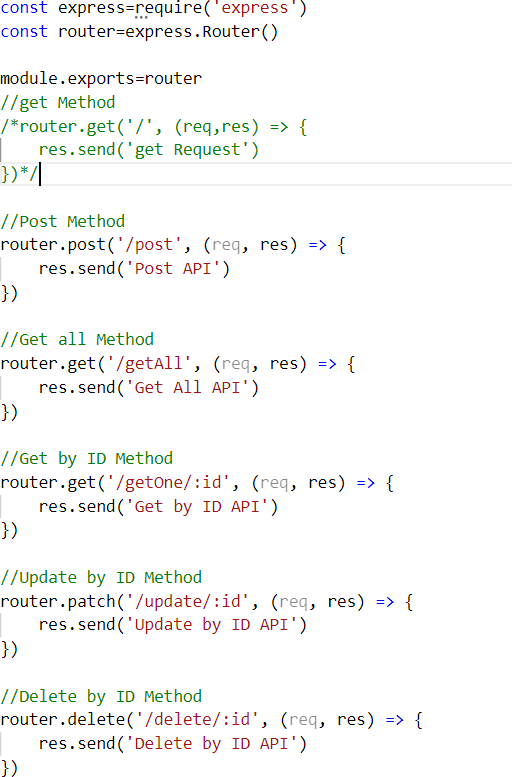 const express=require('express')
const router=express.Router()
module.exports=router
//get Method
/*router.get('/', (req,res) => {
    res.send('get Request')
})*/
//Post Method
router.post('/post', (req, res) => {
    res.send('Post API')
})
//Get all Method
router.get('/getAll', (req, res) => {
    res.send('Get All API')
})
//Get by ID Method
router.get('/getOne/:id', (req, res) => {
    res.send('Get by ID API')
})
//Update by ID Method
router.patch('/update/:id', (req, res) => {
    res.send('Update by ID API')
})
//Delete by ID Method
router.delete('/delete/:id', (req, res) => {
    res.send('Delete by ID API')
})